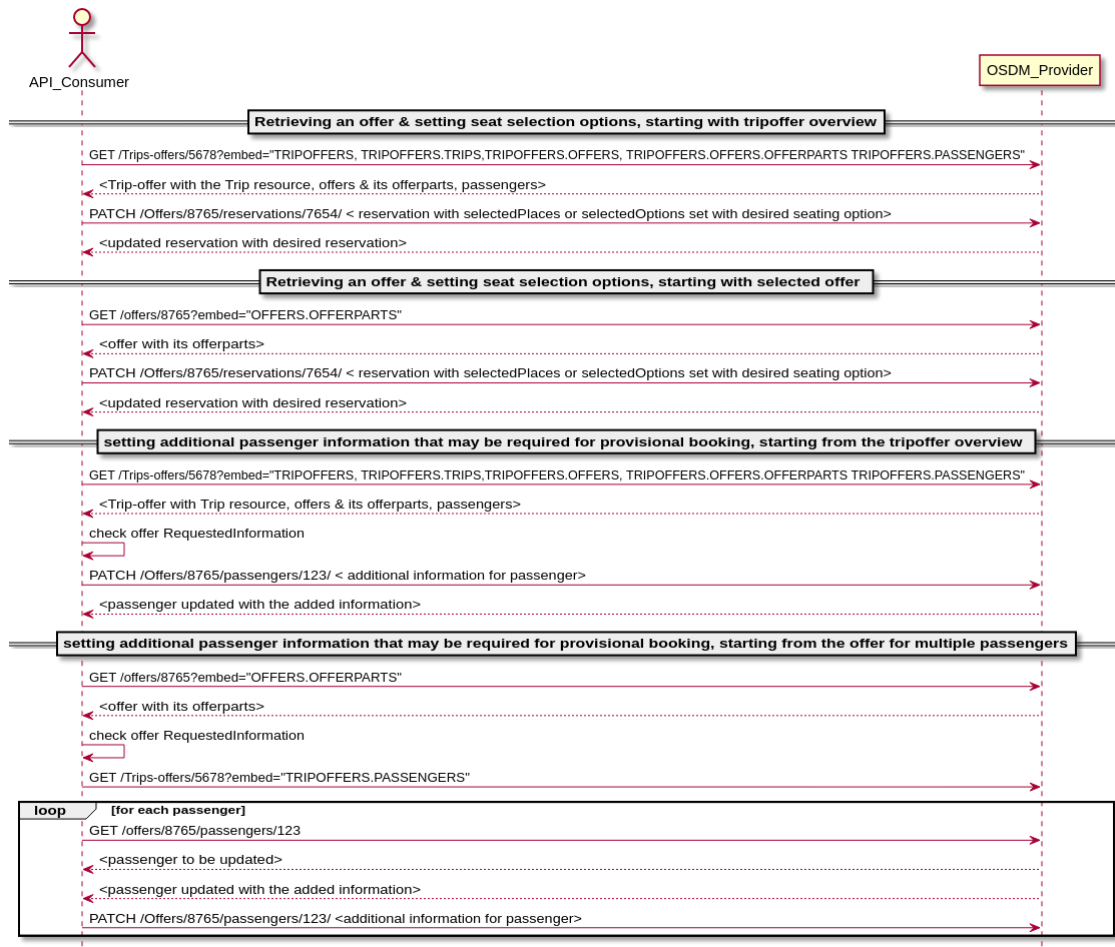 API_Consumer
OSDM_Provider
Retrieving an offer & setting seat selection options, starting with tripoffer overview
GET /Trips-offers/5678?embed="TRIPOFFERS, TRIPOFFERS.TRIPS,TRIPOFFERS.OFFERS, TRIPOFFERS.OFFERS.OFFERPARTS TRIPOFFERS.PASSENGERS"
<Trip-offer with the Trip resource, offers & its offerparts, passengers>
PATCH /Offers/8765/reservations/7654/ < reservation with selectedPlaces or selectedOptions set with desired seating option>
<updated reservation with desired reservation>
Retrieving an offer & setting seat selection options, starting with selected offer
GET /offers/8765?embed="OFFERS.OFFERPARTS"
<offer with its offerparts>
PATCH /Offers/8765/reservations/7654/ < reservation with selectedPlaces or selectedOptions set with desired seating option>
<updated reservation with desired reservation>
setting additional passenger information that may be required for provisional booking, starting from the tripoffer overview
GET /Trips-offers/5678?embed="TRIPOFFERS, TRIPOFFERS.TRIPS,TRIPOFFERS.OFFERS, TRIPOFFERS.OFFERS.OFFERPARTS TRIPOFFERS.PASSENGERS"
<Trip-offer with Trip resource, offers & its offerparts, passengers>
check offer RequestedInformation
PATCH /Offers/8765/passengers/123/ < additional information for passenger>
<passenger updated with the added information>
setting additional passenger information that may be required for provisional booking, starting from the offer for multiple passengers
GET /offers/8765?embed="OFFERS.OFFERPARTS"
<offer with its offerparts>
check offer RequestedInformation
GET /Trips-offers/5678?embed="TRIPOFFERS.PASSENGERS"
loop [for each passenger]
GET /offers/8765/passengers/123
<passenger to be updated>
<passenger updated with the added information>
PATCH /Offers/8765/passengers/123/ <additional information for passenger>